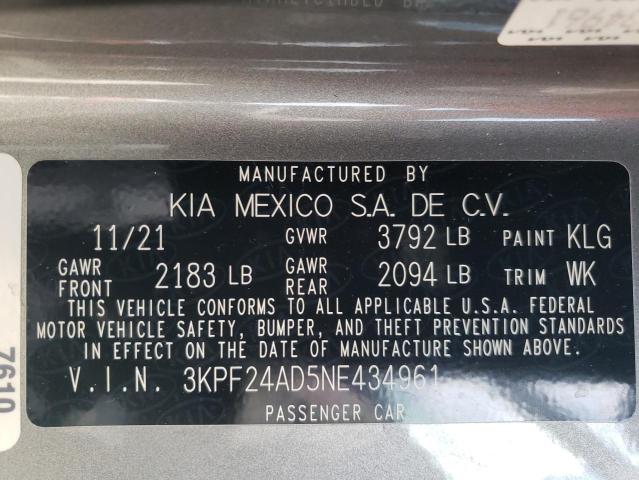 MANUFACTURED BY
KIA MEXICO S.A. DE C.V.
11/21 GVWR 3792 LB PAINT KLG
GAWR FRONT 2183 LB GAWR REAR 2094 LB TRIM WK
THIS VEHICLE CONFORMS TO ALL APPLICABLE U.S.A. FEDERAL
MOTOR VEHICLE SAFETY, BUMPER, AND THEFT PREVENTION STANDARDS
IN EFFECT ON THE DATE OF MANUFACTURE SHOWN ABOVE.
V.I.N. 3KPF24AD5NE434961
PASSENGER CAR
7610